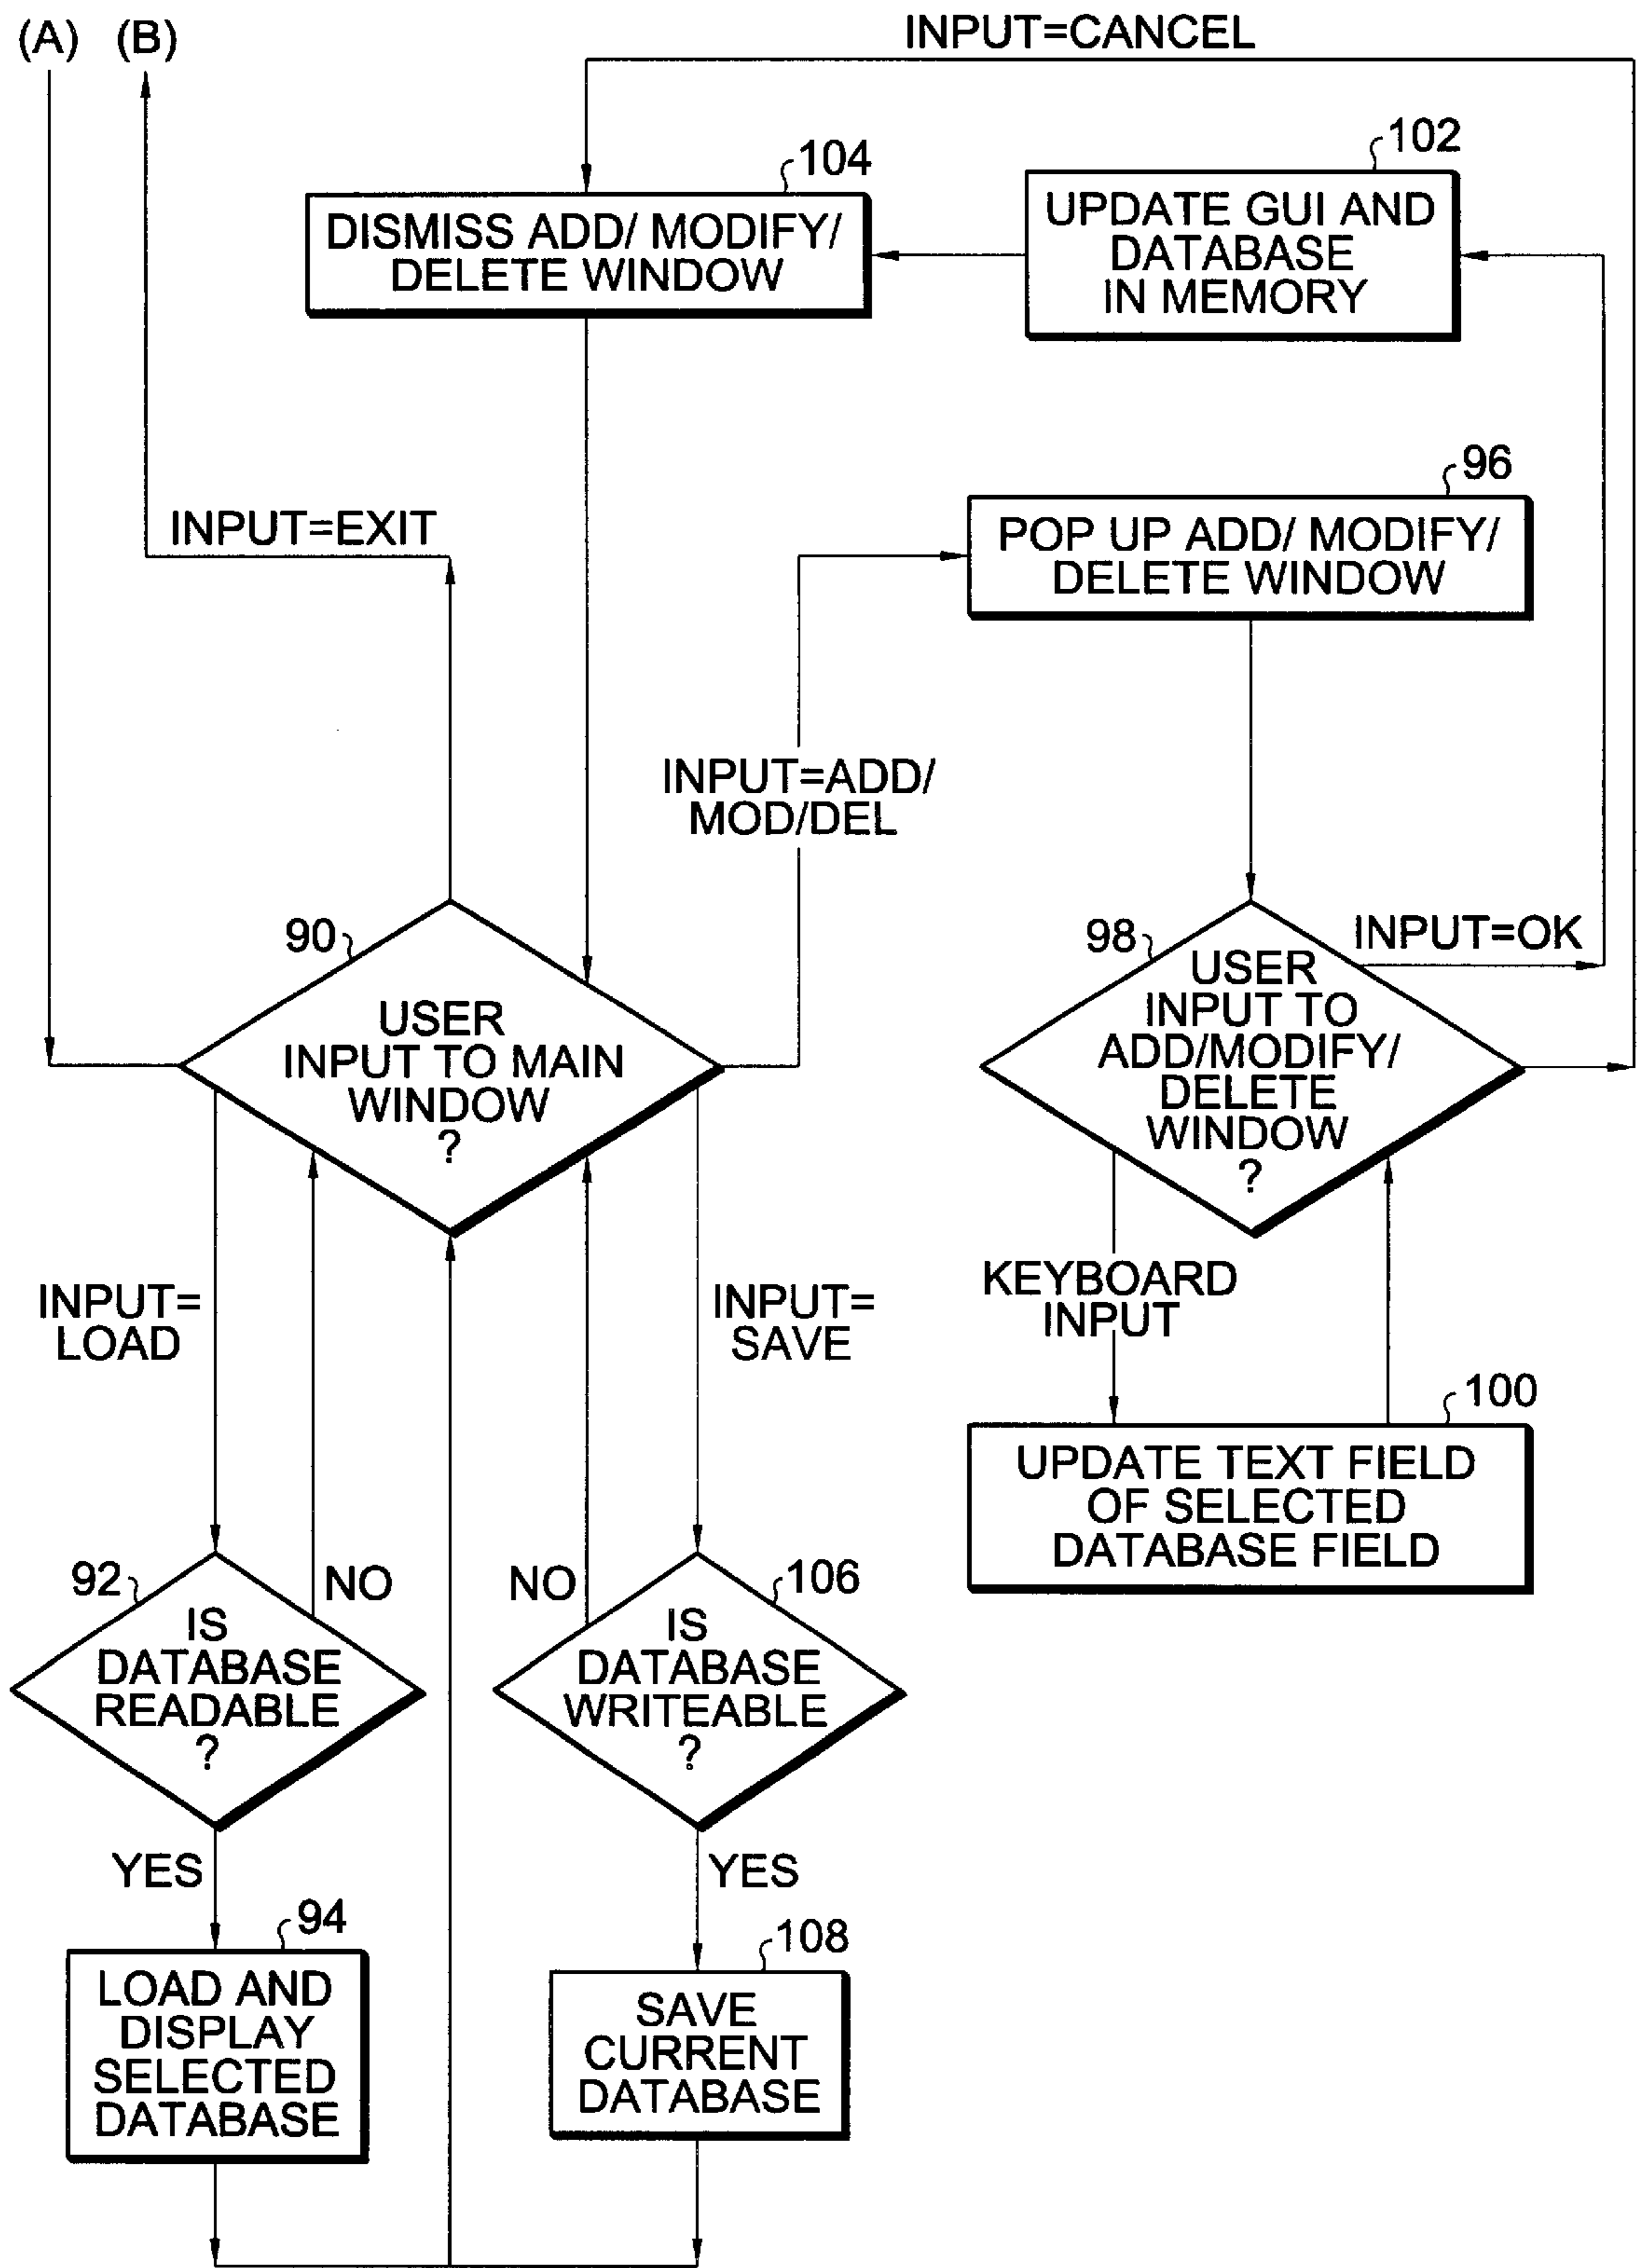 (A) (B)
INPUT=CANCEL
104
DISMISS ADD/ MODIFY/
DELETE WINDOW
102
UPDATE GUI AND
DATABASE
IN MEMORY
INPUT=EXIT
96
POP UP ADD/ MODIFY/
DELETE WINDOW
INPUT=ADD/
MOD/DEL
90
USER
INPUT TO MAIN
WINDOW
?
98
USER
INPUT TO
ADD/MODIFY/
DELETE
WINDOW
?
INPUT=OK
INPUT=
LOAD
INPUT=
SAVE
KEYBOARD
INPUT
100
UPDATE TEXT FIELD
OF SELECTED
DATABASE FIELD
92
NO
IS
DATABASE
READABLE
?
NO
106
IS
DATABASE
WRITEABLE
?
YES
YES
94
LOAD AND
DISPLAY
SELECTED
DATABASE
108
SAVE
CURRENT
DATABASE